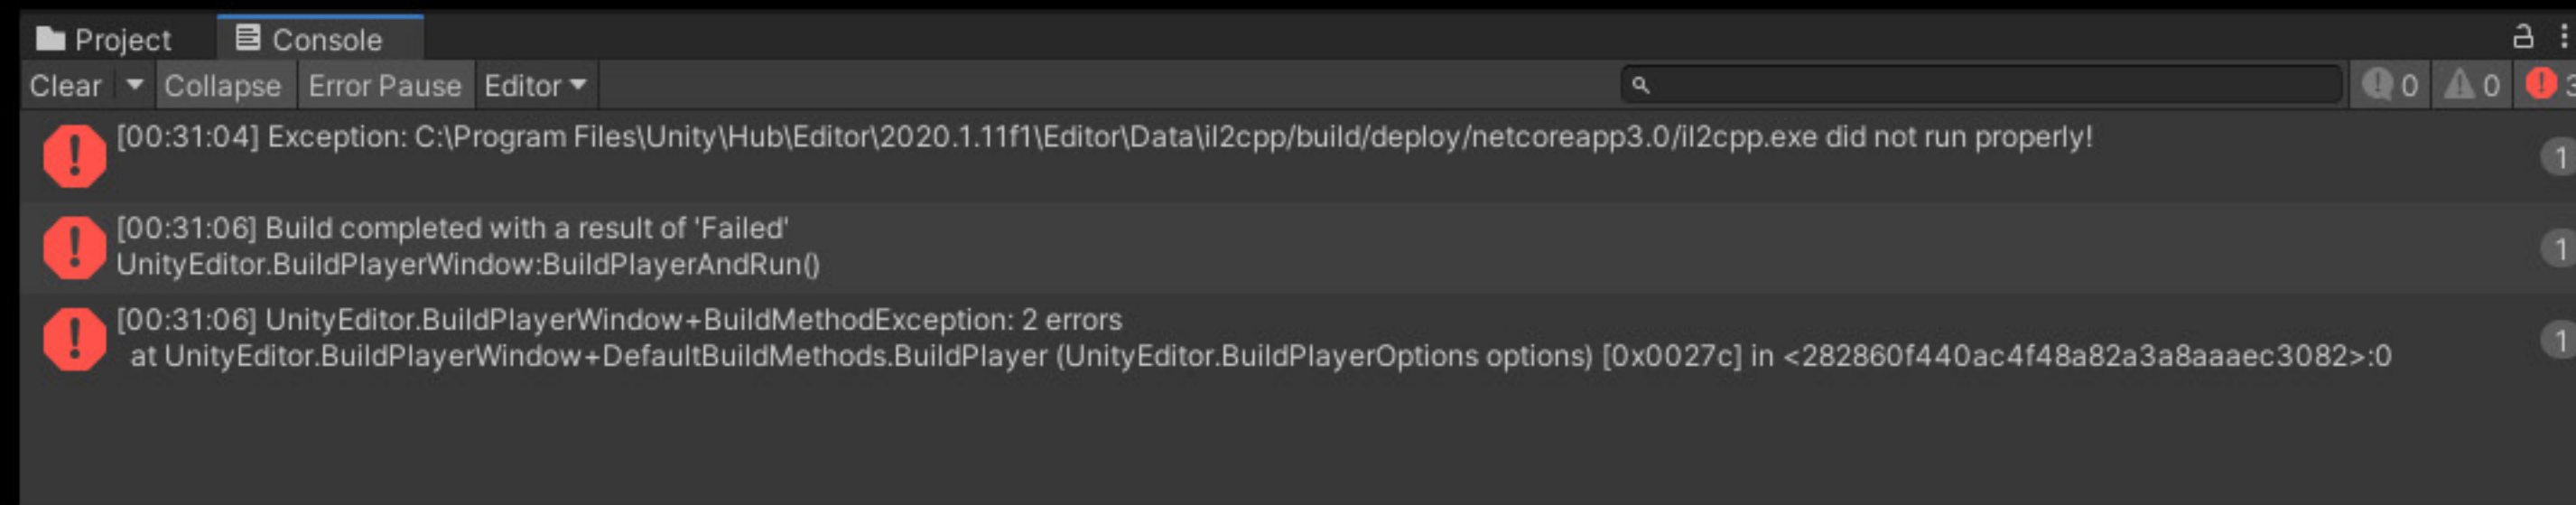 Project Console
Clear Collapse Error Pause Editor 0 0 3
[00:31:04] Exception: C:\Program Files\Unity\Hub\Editor\2020.1.11f1\Editor\Data\il2cpp/build/deploy/netcoreapp3.0/il2cpp.exe did not run properly!
1
[00:31:06] Build completed with a result of 'Failed'
UnityEditor.BuildPlayerWindow:BuildPlayerAndRun()
1
[00:31:06] UnityEditor.BuildPlayerWindow+BuildMethodException: 2 errors
at UnityEditor.BuildPlayerWindow+DefaultBuildMethods.BuildPlayer (UnityEditor.BuildPlayerOptions options) [0x0027c] in <282860f440ac4f48a82a3a8aaaec3082>:0
1